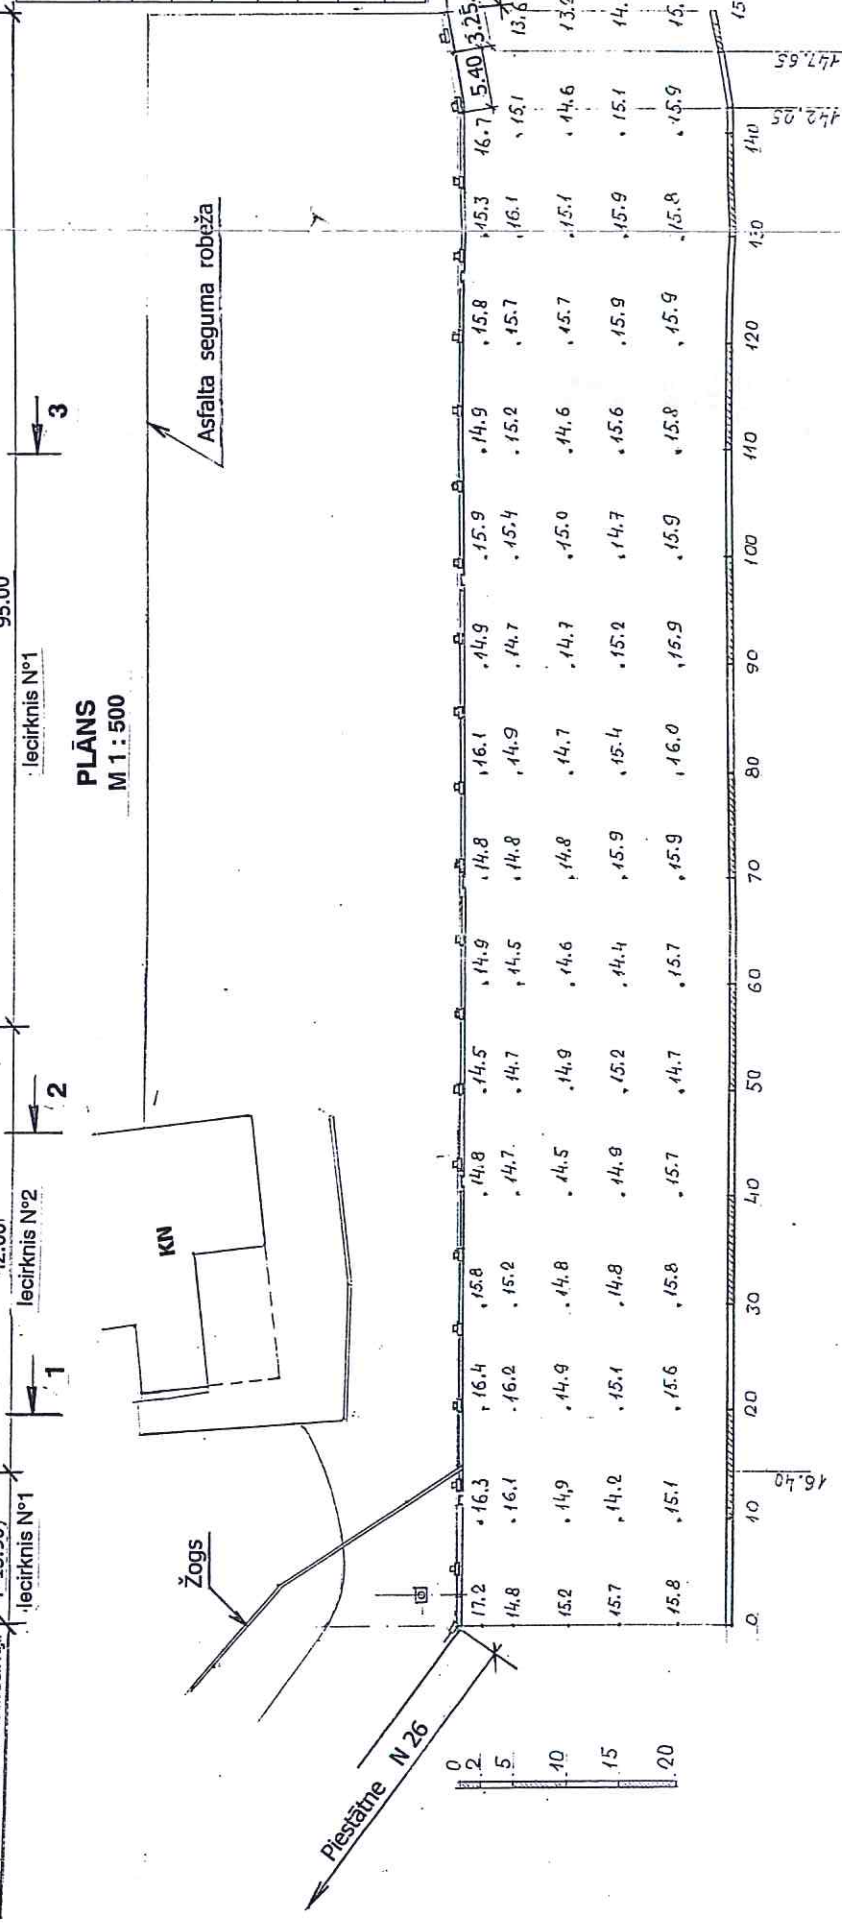 Iecirknis N°1
Iecirknis N°2
Iecirknis N°1
95.00
1
2
3
PLĀNS
M 1 : 500
KN
Asfalta seguma robeža
Žogs
Piestātne N 26
5.40
3.25
17.2 16.3 16.4 15.8 14.8 14.5 14.9 14.8 16.1 14.9 15.9 14.9 15.8 15.3 16.7
14.8 16.1 16.2 15.2 14.7 14.7 14.5 14.8 14.9 14.7 15.4 15.2 15.7 16.1 15.1
15.2 14.9 14.9 14.8 14.5 14.9 14.6 14.8 14.7 14.7 15.0 14.6 15.7 15.1 14.6
15.7 14.2 15.1 14.8 14.9 15.2 14.4 15.9 15.4 15.2 14.7 15.6 15.9 15.9 15.1
15.8 15.1 15.6 15.8 15.7 14.7 15.7 15.9 16.0 15.9 15.9 15.8 15.9 15.8 15.9
0 10 20 30 40 50 60 70 80 90 100 110 120 130 140
16.40
142.25
147.65
0
2
5
10
15
20